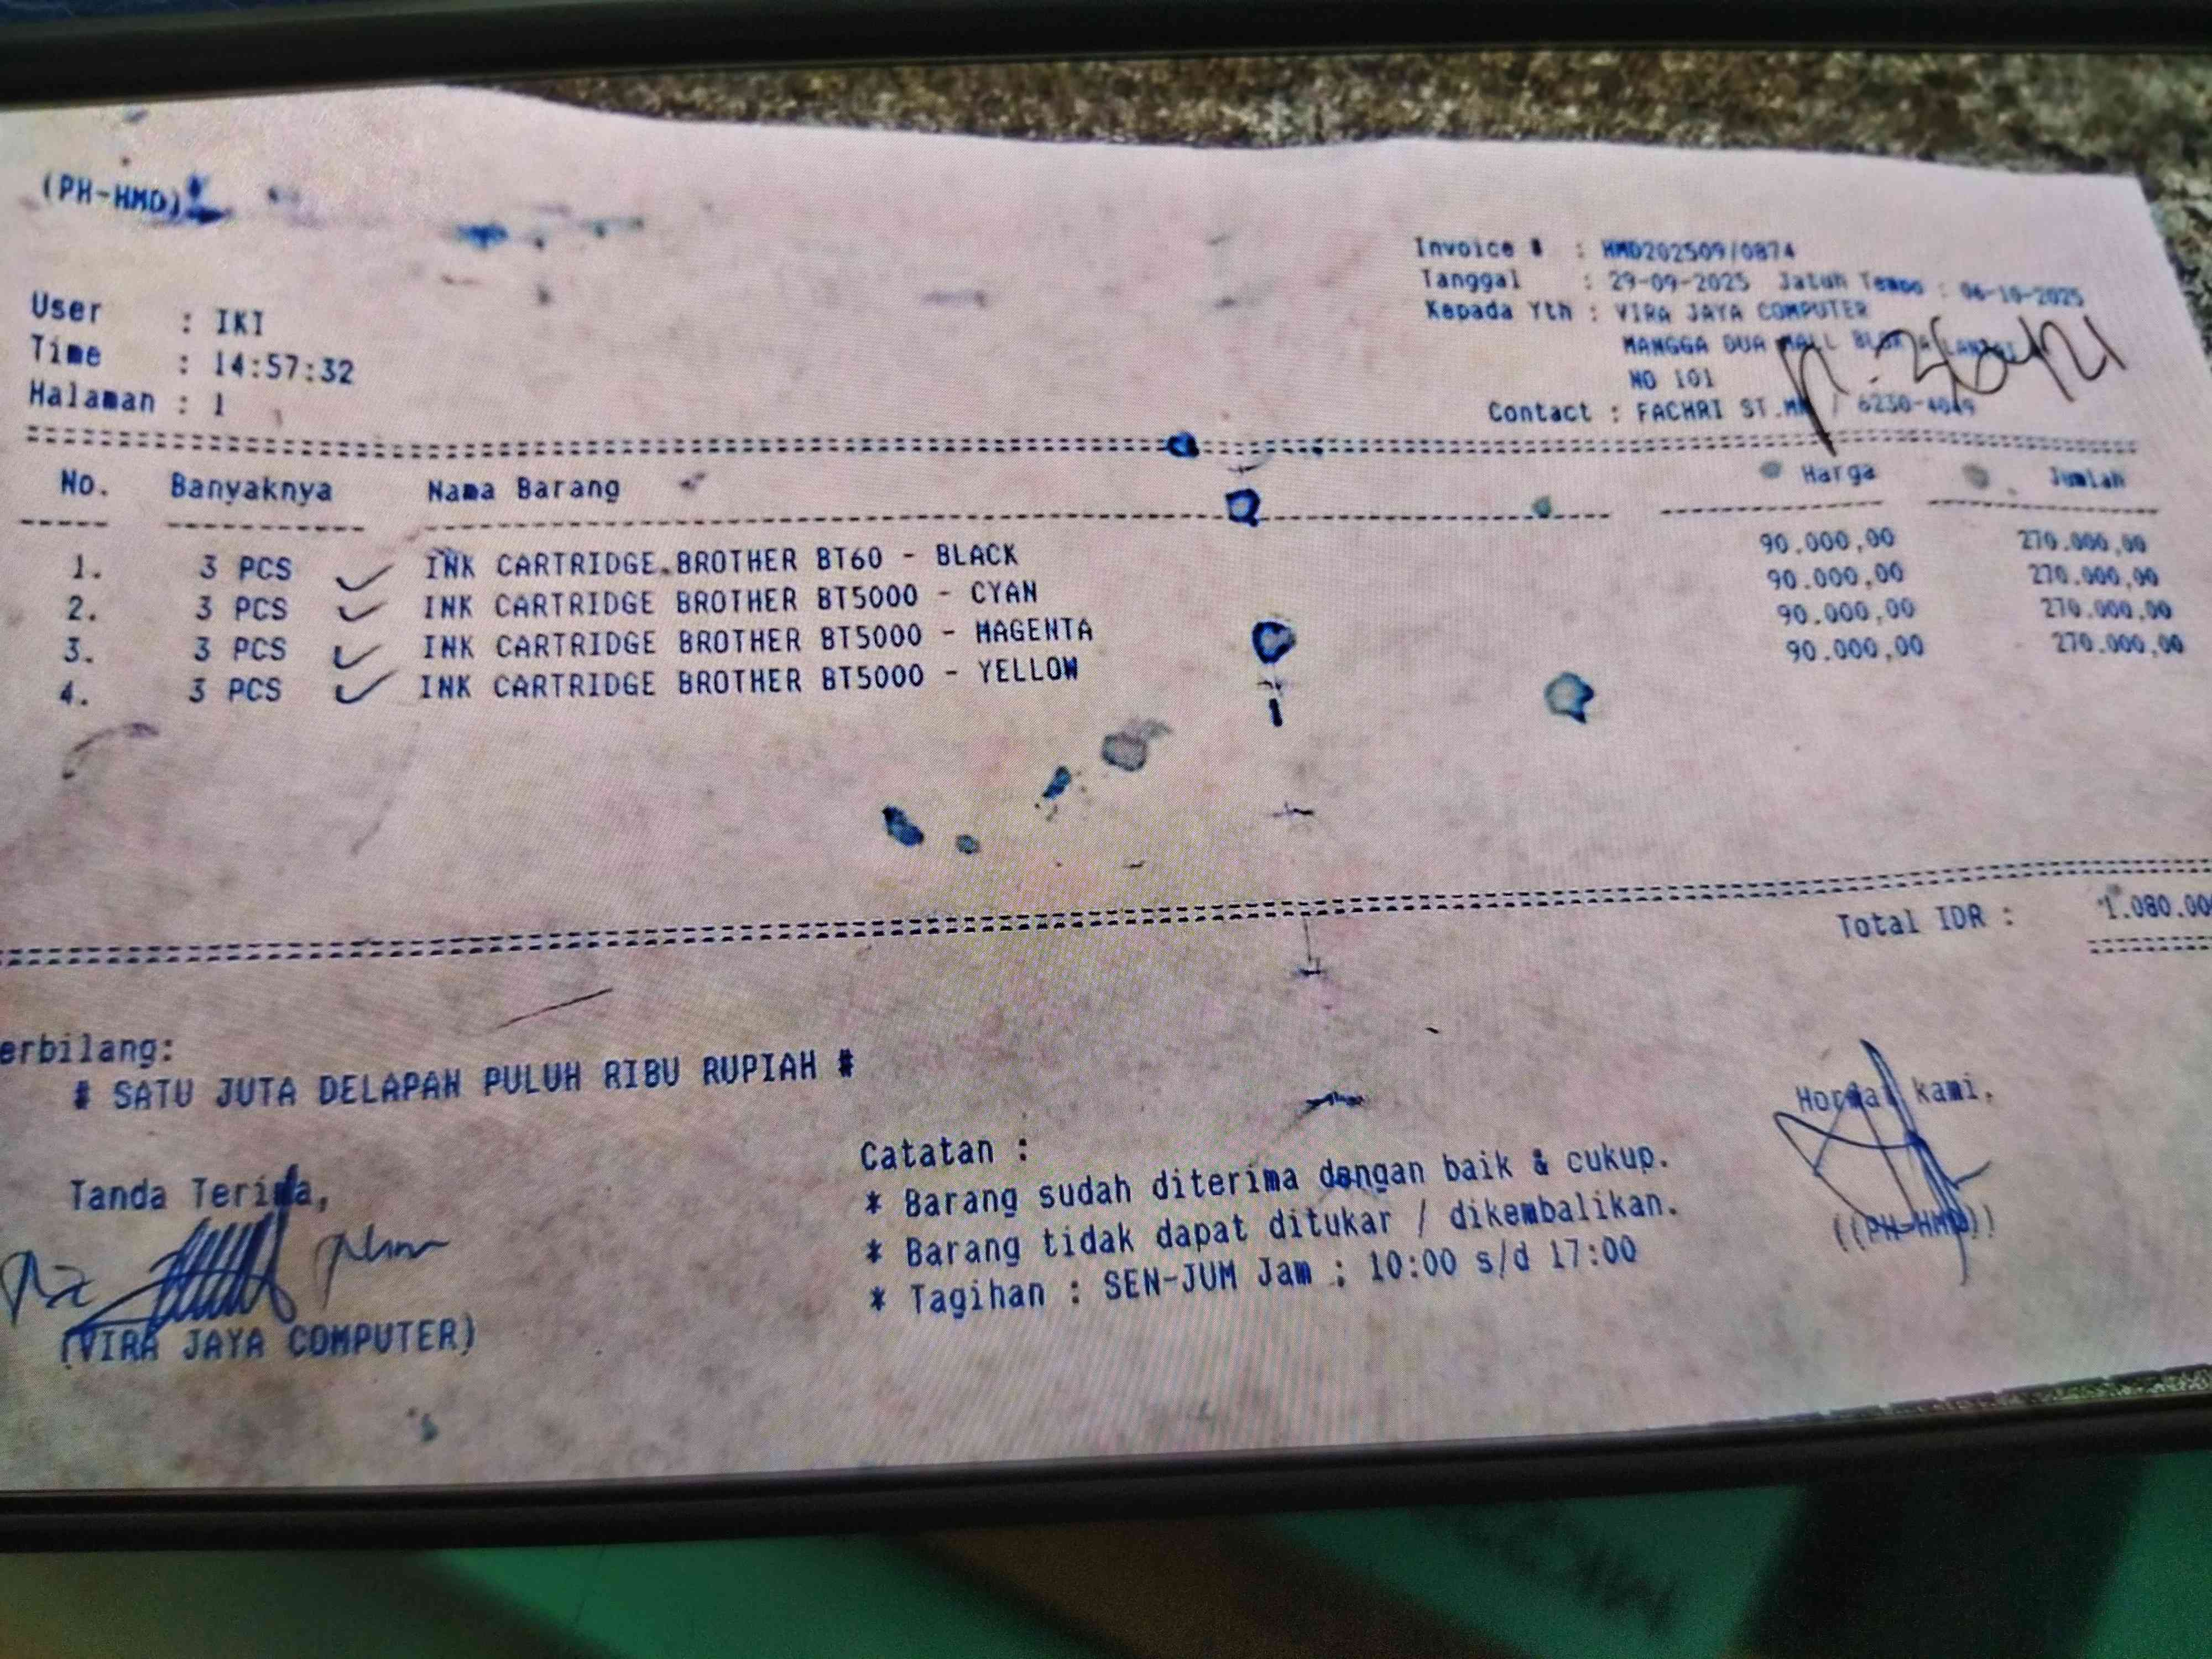 (PH-HMD)
Invoice # : HMD202509/0874
Tanggal : 29-09-2025 Jatuh Tempo : 06-10-2025
Kepada Yth : VIRA JAYA COMPUTER
MANGGA DUA MALL
NO 101
Contact : FACHRI ST.
User : IKI
Time : 14:57:32
Halaman : 1
No. Banyaknya Nama Barang Harga Jumlah
1. 3 PCS INK CARTRIDGE BROTHER BT60 - BLACK 90.000,00 270.000,00
2. 3 PCS INK CARTRIDGE BROTHER BT5000 - CYAN 90.000,00 270.000,00
3. 3 PCS INK CARTRIDGE BROTHER BT5000 - MAGENTA 90.000,00 270.000,00
4. 3 PCS INK CARTRIDGE BROTHER BT5000 - YELLOW 90.000,00 270.000,00
Total IDR : 1.080.00
erbilang:
# SATU JUTA DELAPAN PULUH RIBU RUPIAH #
Tanda Terima,
(VIRA JAYA COMPUTER)
Catatan :
* Barang sudah diterima dengan baik & cukup.
* Barang tidak dapat ditukar / dikembalikan.
* Tagihan : SEN-JUM Jam : 10:00 s/d 17:00
Hormat kami,
((PH-HMD))